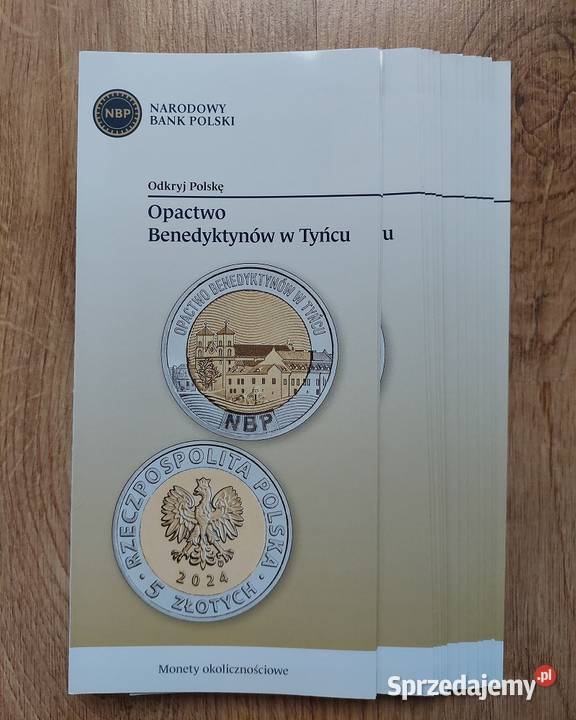 NBP
NARODOWY
BANK POLSKI
Odkryj Polskę
Opactwo
Benedyktynów w Tyńcu
u
OPACTWO BENEDYKTYNÓW W TYŃCU
NBP
RZECZPOSPOLITA POLSKA
2024
5 ZŁOTYCH
Monety okolicznościowe
Sprzedajemy.pl